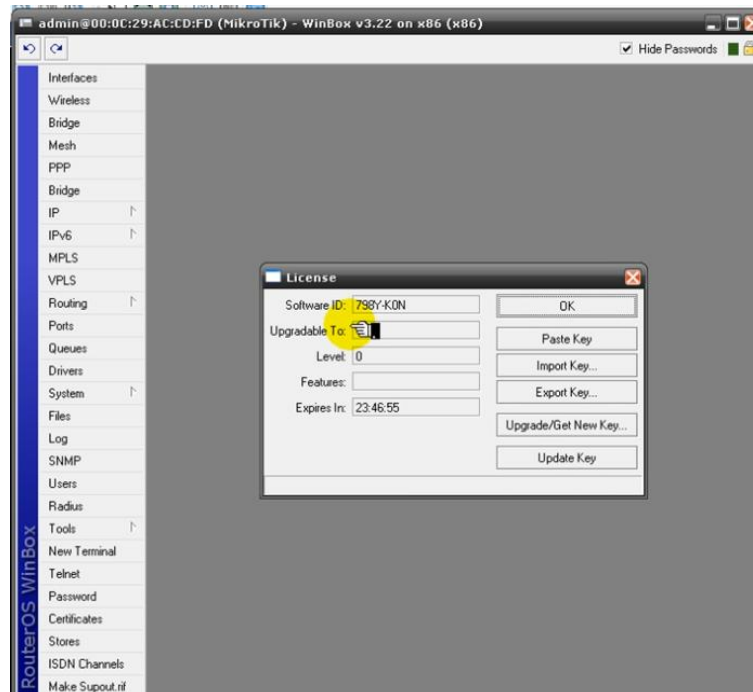 admin@00:0C:29:AC:CD:FD (MikroTik) - WinBox v3.22 on x86 (x86)
Hide Passwords
Interfaces
Wireless
Bridge
Mesh
PPP
Bridge
IP
IPv6
MPLS
VPLS
Routing
Ports
Queues
Drivers
System
Files
Log
SNMP
Users
Radius
Tools
New Terminal
Telnet
Password
Certificates
Stores
ISDN Channels
Make Supout.rif
RouterOS WinBox
License
Software ID: 798Y-K0N
Upgradable To:
Level: 0
Features:
Expires In: 23:46:55
OK
Paste Key
Import Key...
Export Key...
Upgrade/Get New Key...
Update Key